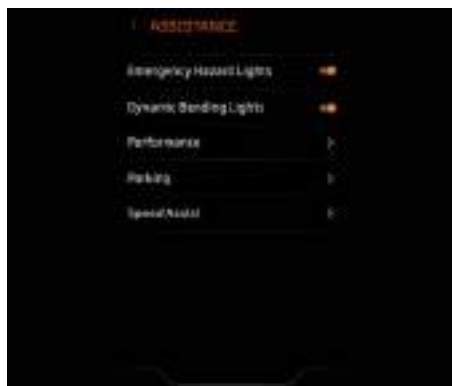 ASSISTANCE
Emergency Hazard Lights
Dynamic Bending Lights
Performance
Parking
Speed Assist